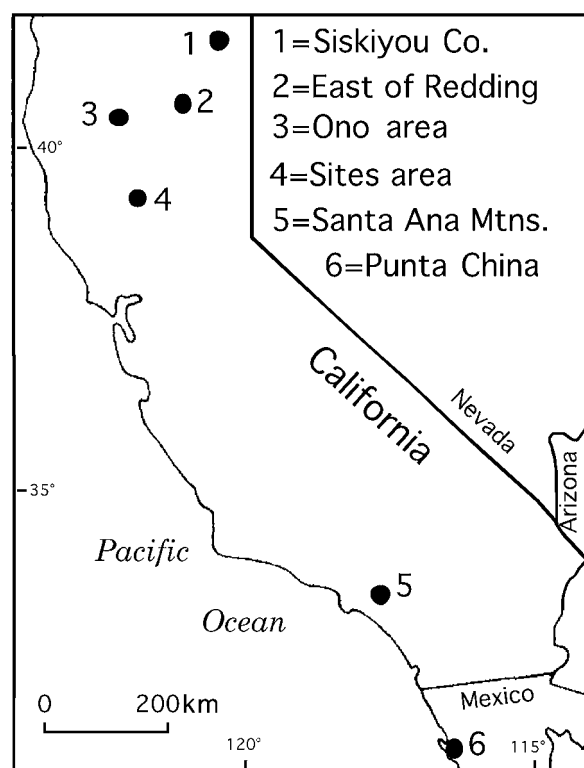 1
1=Siskiyou Co.
2
2=East of Redding
3
3=Ono area
40°
4
4=Sites area
5=Santa Ana Mtns.
6=Punta China
California
Nevada
Arizona
35°
Pacific
Ocean
5
0 200km
Mexico
120°
6
115°